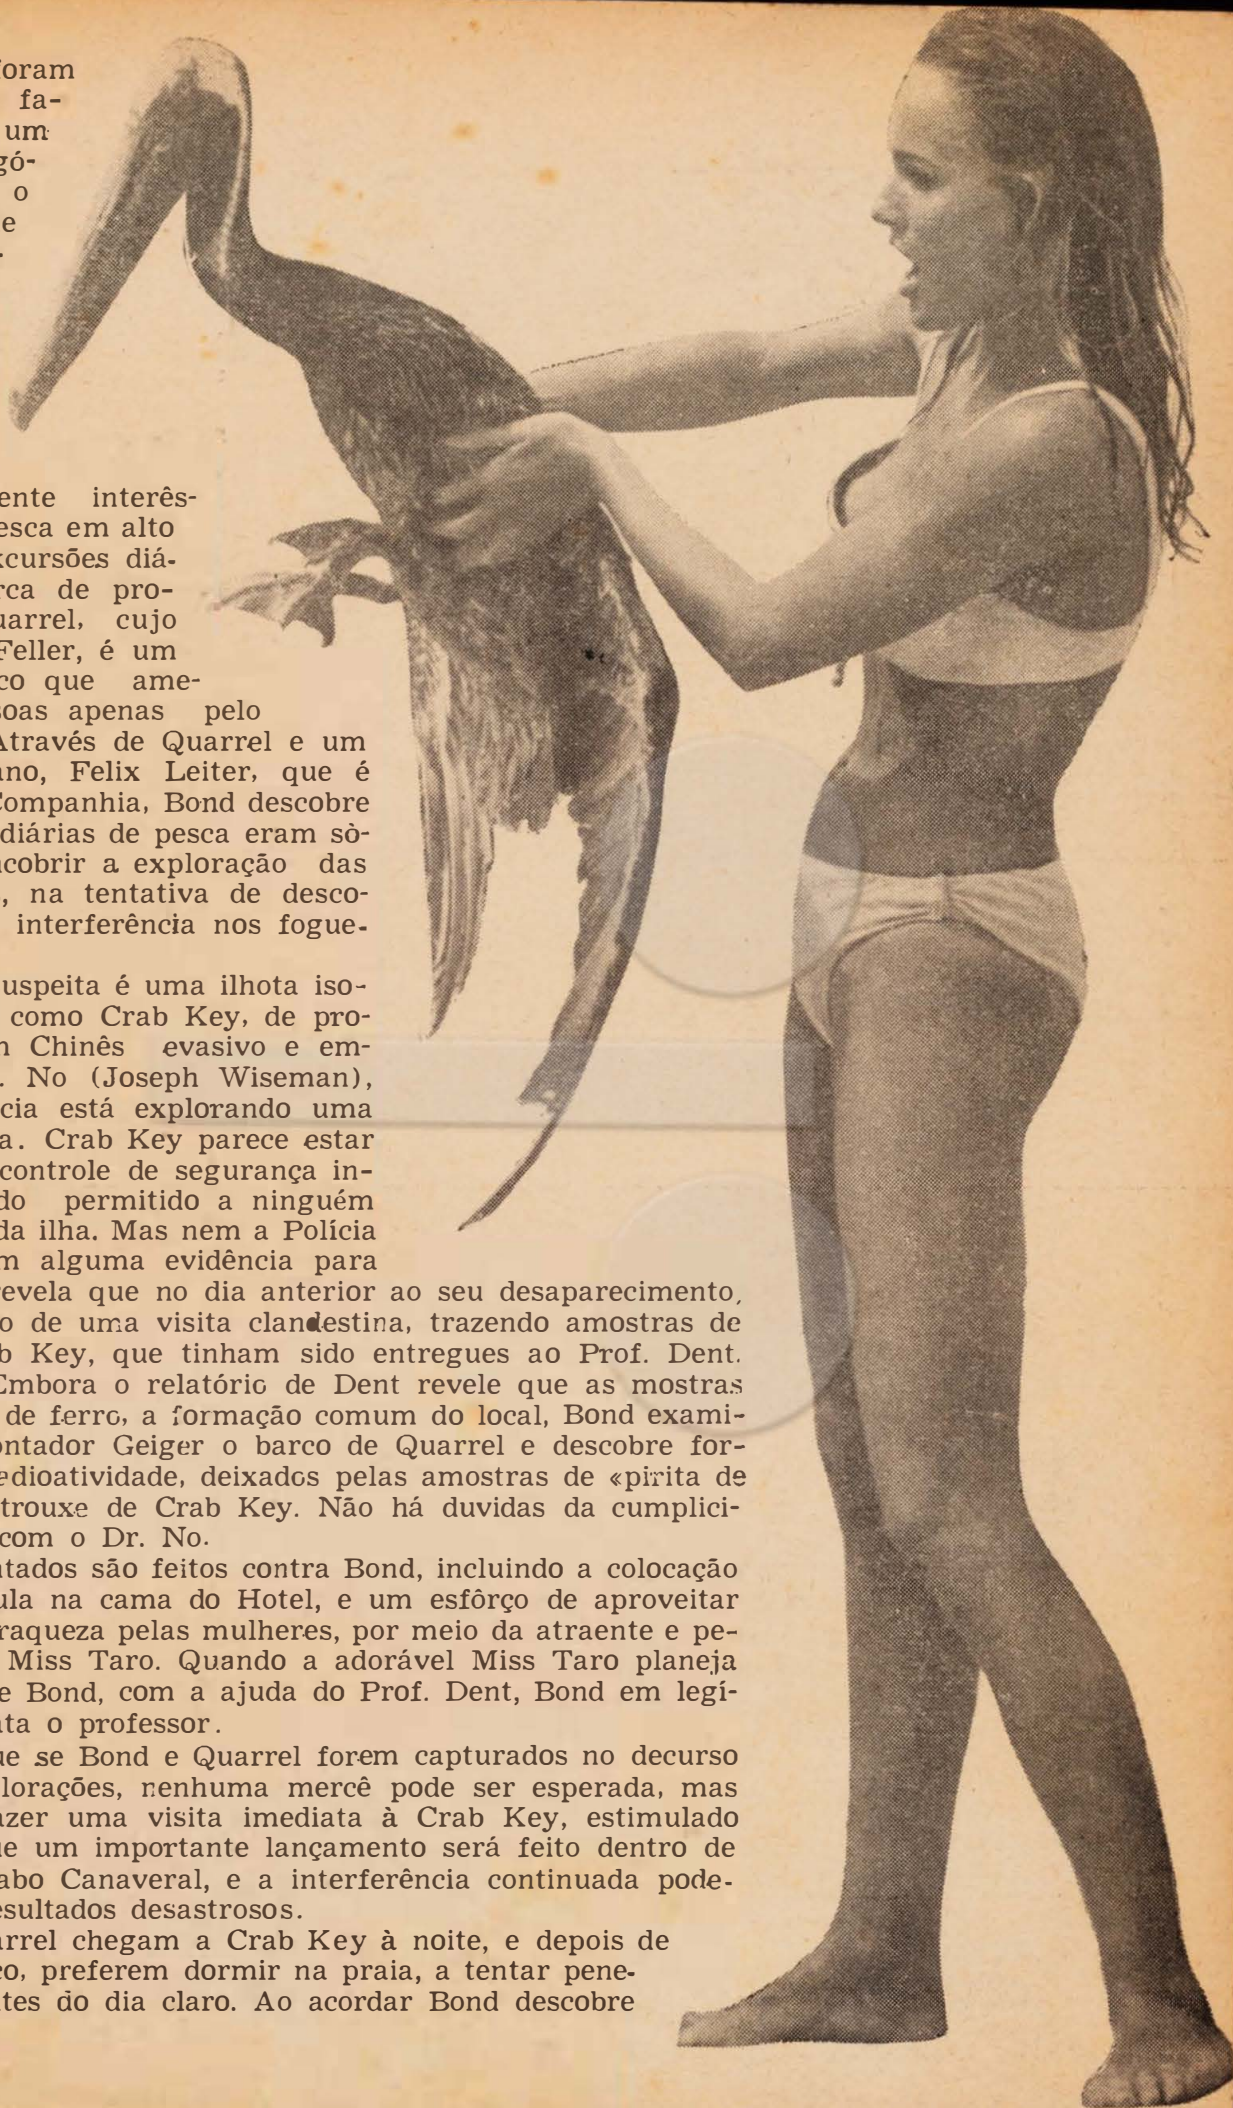 foram
fa-
um
gó-
o
e
ente interês-
esca em alto
xcursões diá-
rca de pro-
uarrel, cujo
Feller, é um
co que ame-
soas apenas pelo
Através de Quarrel e um
ano, Felix Leiter, que é
Companhia, Bond descobre
diárias de pesca eram sò-
ncobrir a exploração das
, na tentativa de desco-
interferência nos fogue-
uspeita é uma ilhota iso-
como Crab Key, de pro-
n Chinês evasivo e em-
. No (Joseph Wiseman),
cia está explorando uma
a. Crab Key parece estar
controle de segurança in-
do permitido a ninguém
da ilha. Mas nem a Polícia
m alguma evidência para
revela que no dia anterior ao seu desaparecimento,
o de uma visita clandestina, trazendo amostras de
b Key, que tinham sido entregues ao Prof. Dent.
Embora o relatório de Dent revele que as mostras
de ferro, a formação comum do local, Bond exami-
ontador Geiger o barco de Quarrel e descobre for-
adioatividade, deixados pelas amostras de «pirita de
trouxe de Crab Key. Não há duvidas da cumplici-
com o Dr. No.
ntados são feitos contra Bond, incluindo a colocação
ula na cama do Hotel, e um esfôrço de aproveitar
raqueza pelas mulheres, por meio da atraente e pe-
Miss Taro. Quando a adorável Miss Taro planeja
e Bond, com a ajuda do Prof. Dent, Bond em legí-
ata o professor.
ue se Bond e Quarrel forem capturados no decurso
lorações, nenhuma mercê pode ser esperada, mas
azer uma visita imediata à Crab Key, estimulado
ue um importante lançamento será feito dentro de
abo Canaveral, e a interferência continuada pode-
esultados desastrosos.
arrel chegam a Crab Key à noite, e depois de
co, preferem dormir na praia, a tentar pene-
ntes do dia claro. Ao acordar Bond descobre